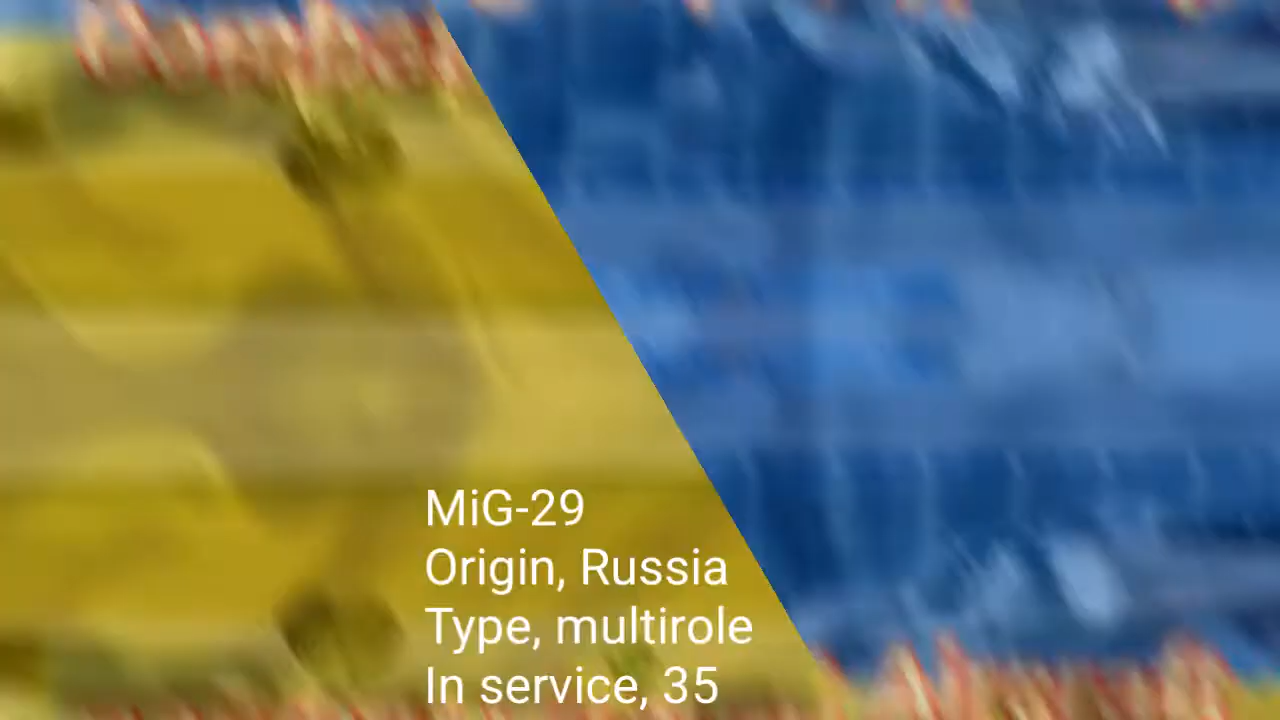 MiG-29
Origin, Russia
Type, multirole
In service, 35